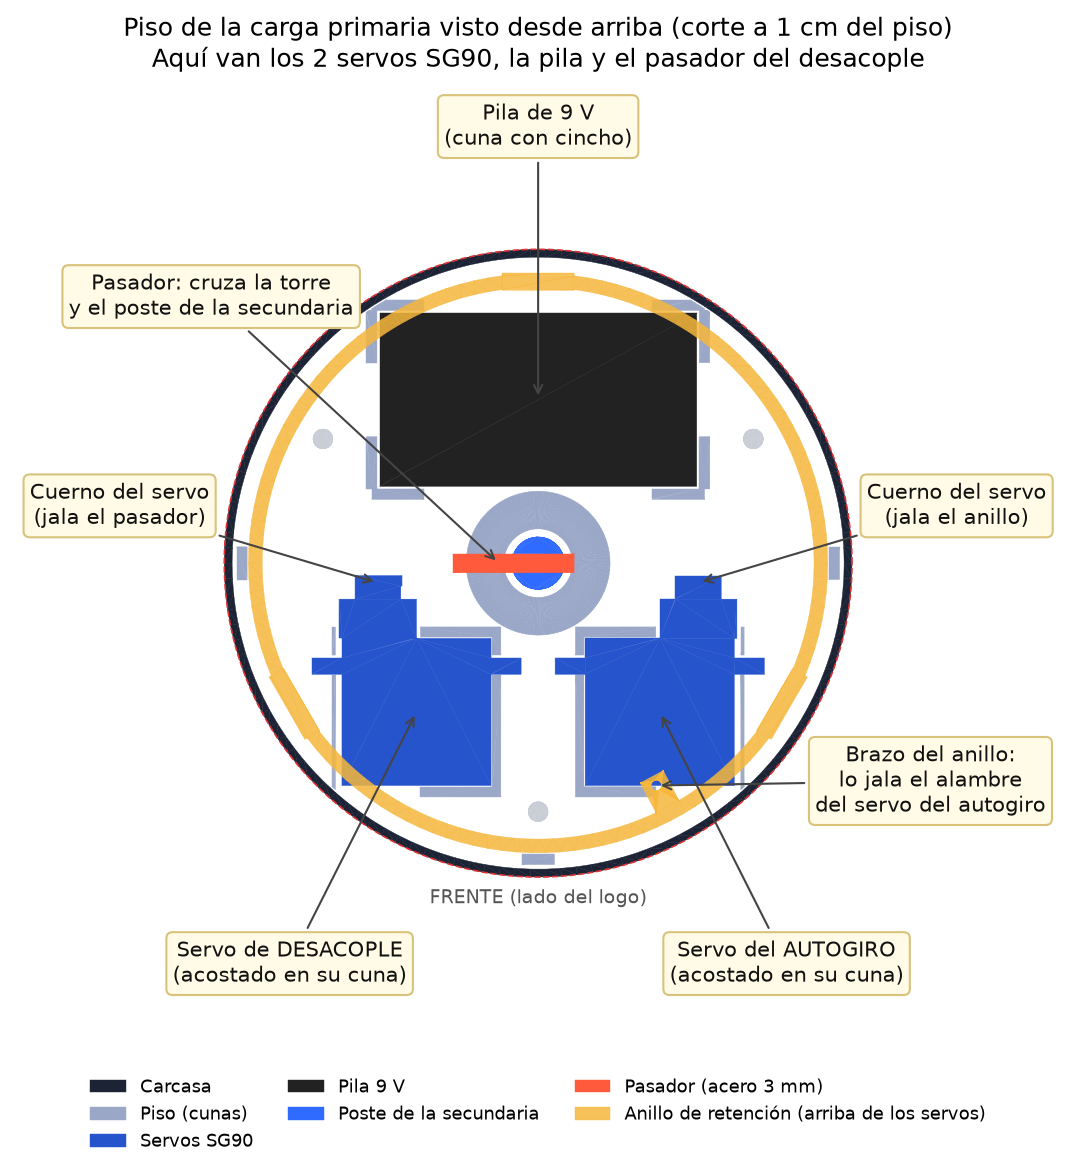 Piso de la carga primaria visto desde arriba (corte a 1 cm del piso)
Aquí van los 2 servos SG90, la pila y el pasador del desacople
Pila de 9 V
(cuna con cincho)
Pasador: cruza la torre
y el poste de la secundaria
Cuerno del servo
(jala el pasador)
Cuerno del servo
(jala el anillo)
Brazo del anillo:
lo jala el alambre
del servo del autogiro
FRENTE (lado del logo)
Servo de DESACOPLE
(acostado en su cuna)
Servo del AUTOGIRO
(acostado en su cuna)
Carcasa
Piso (cunas)
Servos SG90
Pila 9 V
Poste de la secundaria
Pasador (acero 3 mm)
Anillo de retención (arriba de los servos)